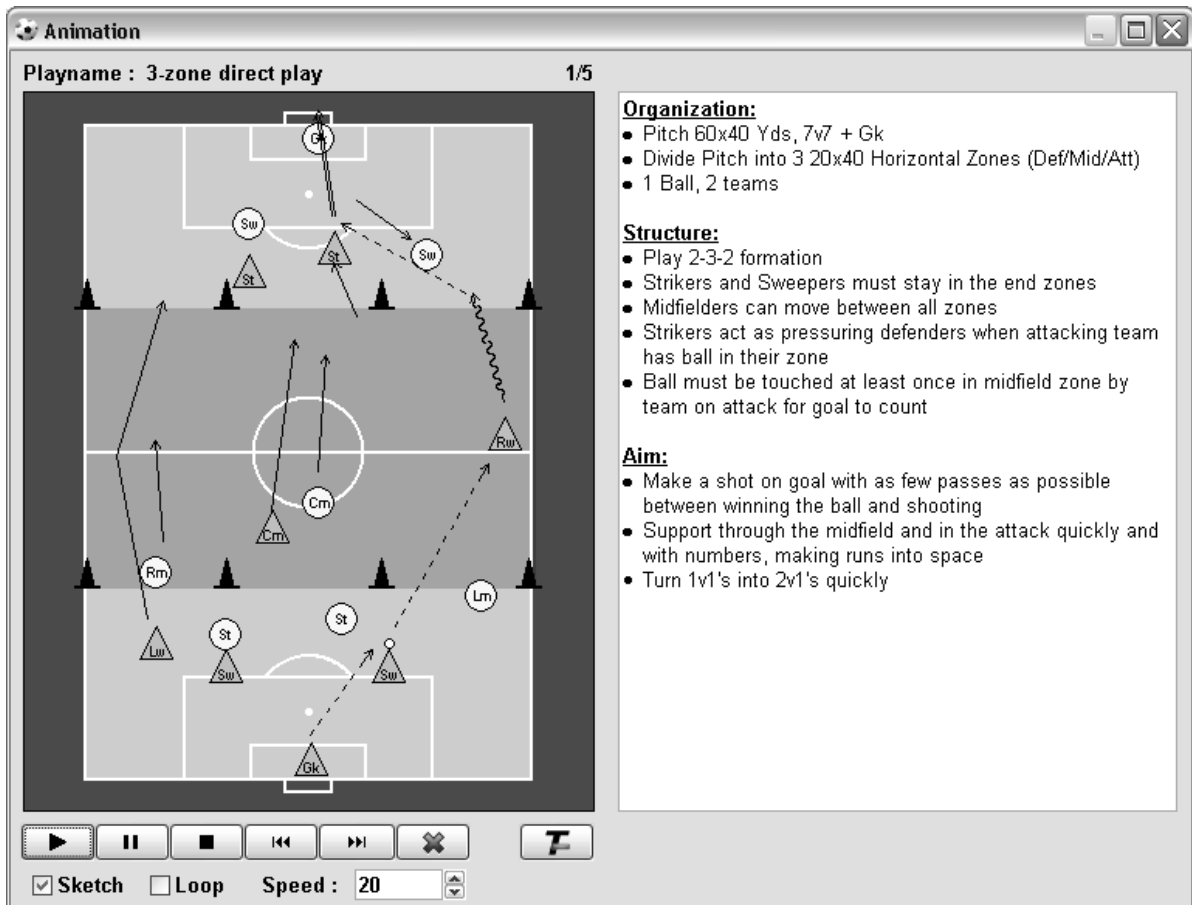 Animation
Playname : 3-zone direct play 1/5
Gk
Sw
Sw
St
St
Rw
Cm
Cm
Rm
Lm
St
St
Lw
Sw
Sw
Gk
Organization:
● Pitch 60x40 Yds, 7v7 + Gk
● Divide Pitch into 3 20x40 Horizontal Zones (Def/Mid/Att)
● 1 Ball, 2 teams
Structure:
● Play 2-3-2 formation
● Strikers and Sweepers must stay in the end zones
● Midfielders can move between all zones
● Strikers act as pressuring defenders when attacking team
has ball in their zone
● Ball must be touched at least once in midfield zone by
team on attack for goal to count
Aim:
● Make a shot on goal with as few passes as possible
between winning the ball and shooting
● Support through the midfield and in the attack quickly and
with numbers, making runs into space
● Turn 1v1's into 2v1's quickly
Sketch Loop Speed : 20